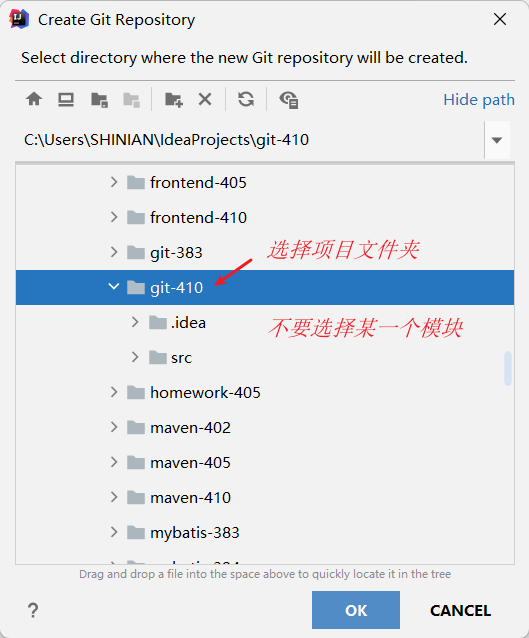 Create Git Repository
Select directory where the new Git repository will be created.
Hide path
C:\Users\SHINIAN\IdeaProjects\git-410
frontend-405
frontend-410
git-383
选择项目文件夹
git-410
.idea
不要选择某一个模块
src
homework-405
maven-402
maven-405
maven-410
mybatis-383
Drag and drop a file into the space above to quickly locate it in the tree
?
OK
CANCEL